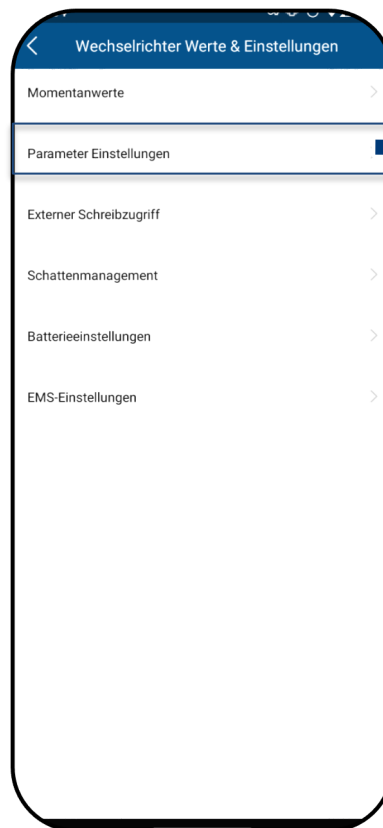 Wechselrichter Werte & Einstellungen
Momentanwerte
Parameter Einstellungen
Externer Schreibzugriff
Schattenmanagement
Batterieeinstellungen
EMS-Einstellungen